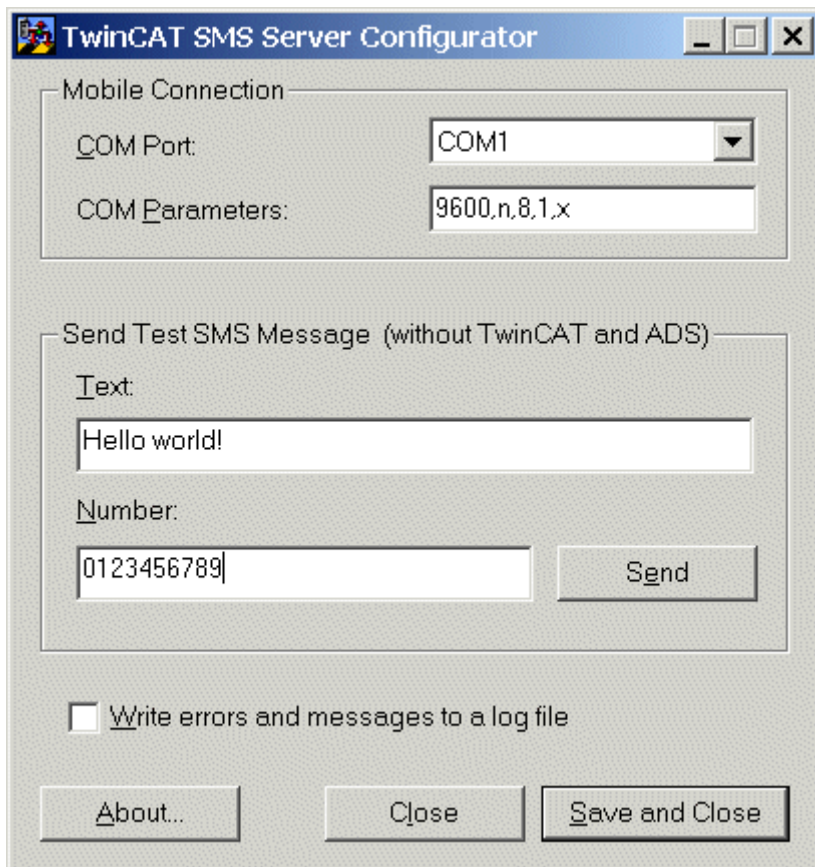 TwinCAT SMS Server Configurator
Mobile Connection
COM Port:
COM1
COM Parameters:
9600,n,8,1,x
Send Test SMS Message (without TwinCAT and ADS)
Text:
Hello world!
Number:
0123456789
Send
Write errors and messages to a log file
About...
Close
Save and Close